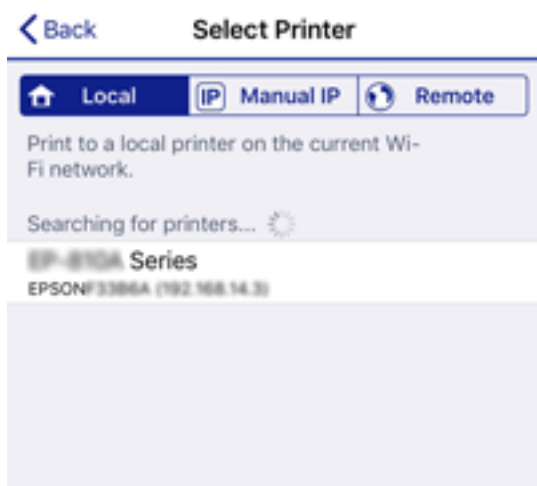 Back
Select Printer
Local
IP
Manual IP
Remote
Print to a local printer on the current Wi-
Fi network.
Searching for printers...
Series
EPSON